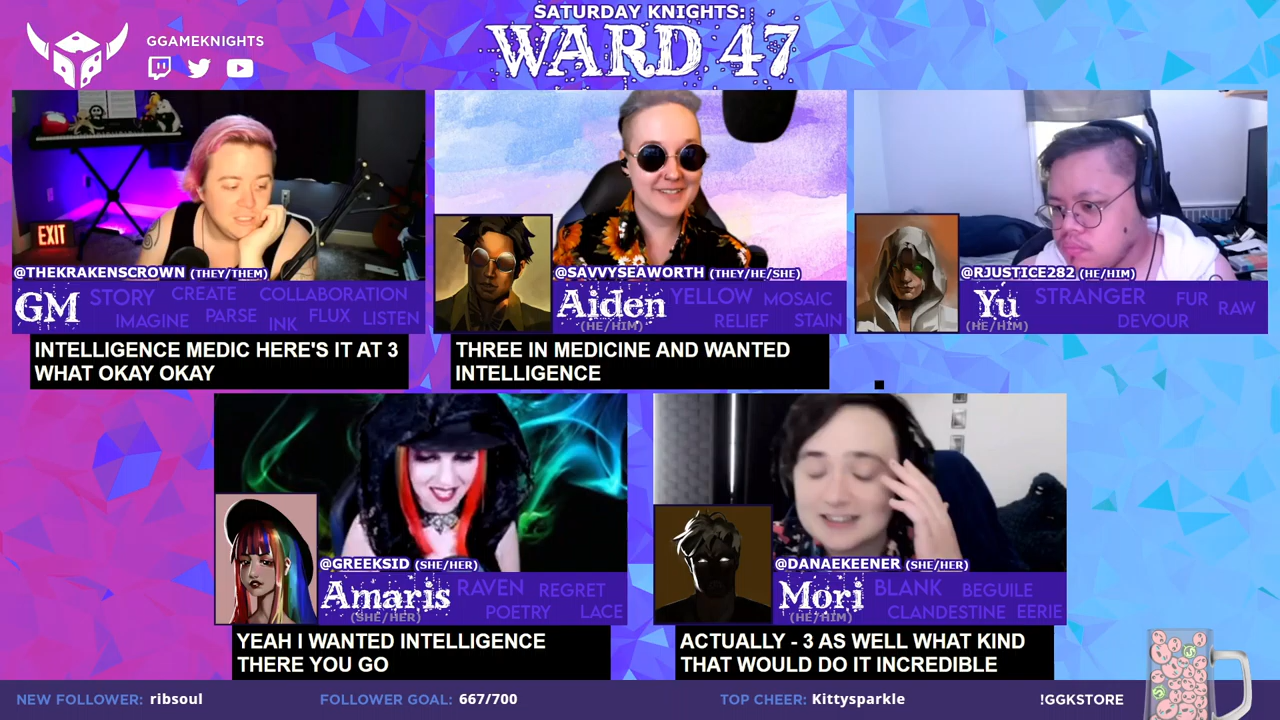 GGAMEKNIGHTS
SATURDAY KNIGHTS:
WARD 47
EXIT
@THEKRAKENSCROWN (THEY/THEM)
GM
STORY CREATE COLLABORATION
IMAGINE PARSE INK FLUX LISTEN
INTELLIGENCE MEDIC HERE'S IT AT 3
WHAT OKAY OKAY
@SAVVYSEAWORTH (THEY/HE/SHE)
Aiden
(HE/HIM)
YELLOW MOSAIC
RELIEF STAIN
THREE IN MEDICINE AND WANTED
INTELLIGENCE
@RJUSTICE282 (HE/HIM)
Yu
(HE/HIM)
STRANGER FUR RAW
DEVOUR
@GREEKSID (SHE/HER)
Amaris
(SHE/HER)
RAVEN REGRET
POETRY LACE
YEAH I WANTED INTELLIGENCE
THERE YOU GO
@DANAEKEENER (SHE/HER)
Mori
(HE/HIM)
BLANK BEGUILE
CLANDESTINE EERIE
ACTUALLY - 3 AS WELL WHAT KIND
THAT WOULD DO IT INCREDIBLE
NEW FOLLOWER: ribsoul
FOLLOWER GOAL: 667/700
TOP CHEER: Kittysparkle
!GGKSTORE